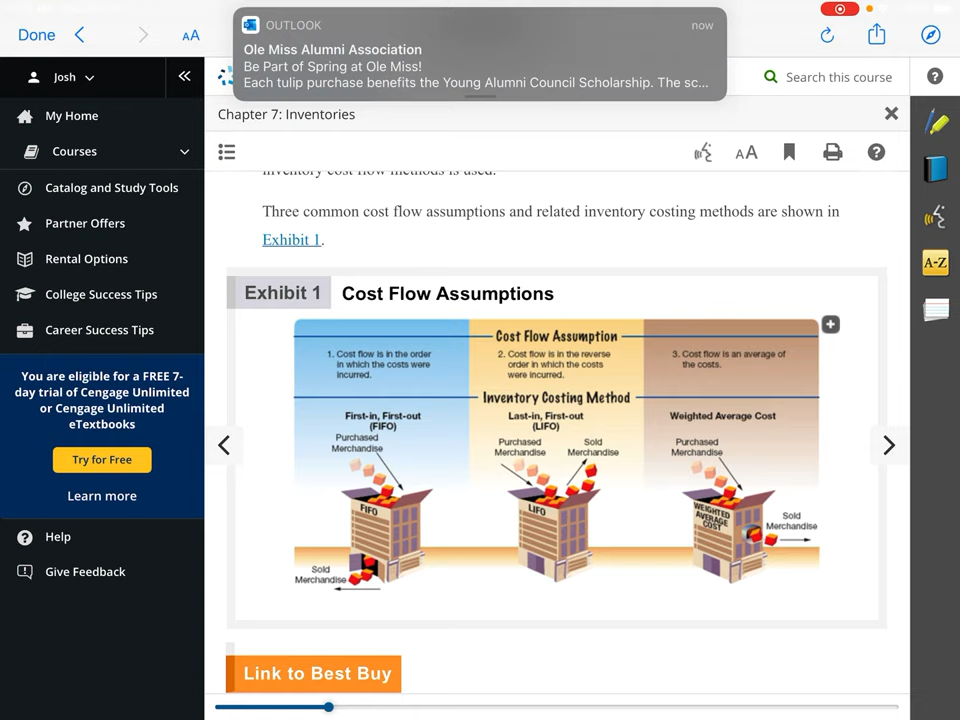 Done
AA
OUTLOOK
now
Ole Miss Alumni Association
Be Part of Spring at Ole Miss!
Each tulip purchase benefits the Young Alumni Council Scholarship. The sc...
Josh
Search this course
My Home
Courses
Catalog and Study Tools
Partner Offers
Rental Options
College Success Tips
Career Success Tips
You are eligible for a FREE 7-
day trial of Cengage Unlimited
or Cengage Unlimited
eTextbooks
Try for Free
Learn more
Help
Give Feedback
Chapter 7: Inventories
AA
inventory cost flow methods is used.
Three common cost flow assumptions and related inventory costing methods are shown in
Exhibit 1.
Exhibit 1 Cost Flow Assumptions
Cost Flow Assumption
1. Cost flow is in the order
in which the costs were
incurred.
2. Cost flow is in the reverse
order in which the costs
were incurred.
3. Cost flow is an average of
the costs.
Inventory Costing Method
First-in, First-out
(FIFO)
Purchased
Merchandise
FIFO
Sold
Merchandise
Last-in, First-out
(LIFO)
Purchased
Merchandise
Sold
Merchandise
LIFO
Weighted Average Cost
Purchased
Merchandise
WEIGHTED
AVERAGE
COST
Sold
Merchandise
Link to Best Buy
A-Z